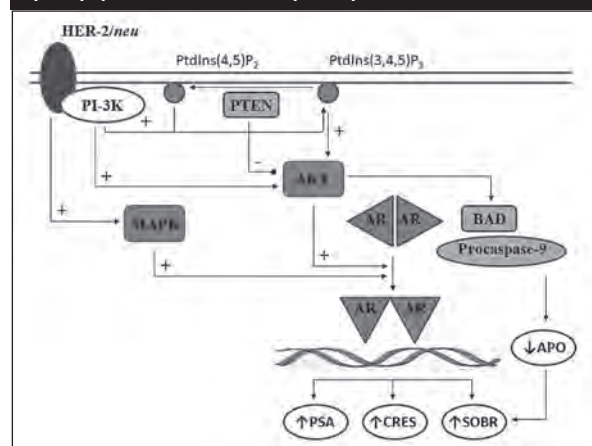 HER-2/neu
PtdIns(4,5)P₂ PtdIns(3,4,5)P₃
PI-3K
+
PTEN
+
-
+
AKT
+
MAPK
AR AR
BAD
Procaspase-9
+
+
AR AR
↓APO
↑PSA ↑CRES ↑SOBR